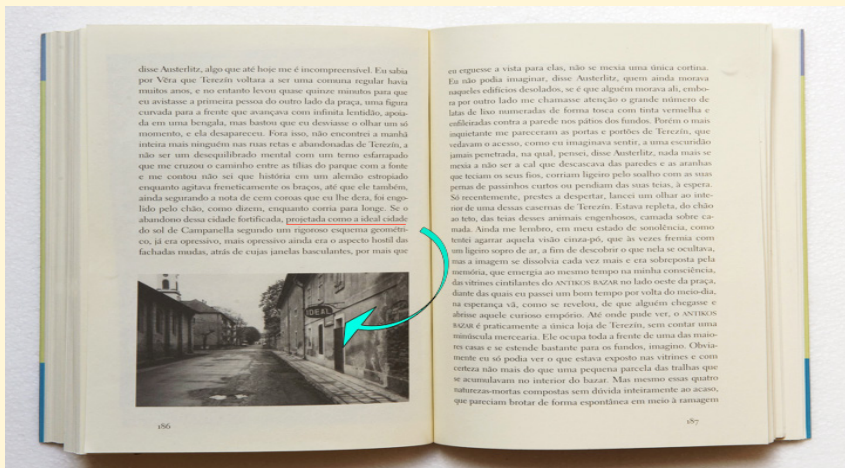 disse Austerlitz, algo que até hoje me é incompreensível. Eu sabia
por Věra que Terezín voltara a ser uma comuna regular havia
muitos anos, e no entanto levou quase quinze minutos para que
eu avistasse a primeira pessoa do outro lado da praça, uma figura
curvada para a frente que avançava com infinita lentidão, apoia-
da em uma bengala, mas bastou que eu desviasse o olhar um só
momento, e ela desapareceu. Fora isso, não encontrei a manhã
inteira mais ninguém nas ruas retas e abandonadas de Terezín, a
não ser um desequilibrado mental com um terno esfarrapado
que me cruzou o caminho entre as tílias do parque com a fonte
e me contou não sei que história em um alemão estropiado
enquanto agitava freneticamente os braços, até que ele também,
ainda segurando a nota de cem coroas que eu lhe dera, foi engo-
lido pelo chão, como dizem, enquanto corria para longe. Se o
abandono dessa cidade fortificada, projetada como a ideal cidade
do sol de Campanella segundo um rigoroso esquema geométri-
co, já era opressivo, mais opressivo ainda era o aspecto hostil das
fachadas mudas, atrás de cujas janelas basculantes, por mais que
IDEAL
186
eu erguesse a vista para elas, não se mexia uma única cortina.
Eu não podia imaginar, disse Austerlitz, quem ainda morava
naqueles edifícios desolados, se é que alguém morava ali, embo-
ra por outro lado me chamasse atenção o grande número de
latas de lixo numeradas de forma tosca com tinta vermelha e
enfileiradas contra a parede nos pátios dos fundos. Porém o mais
inquietante me pareceram as portas e portões de Terezín, que
vedavam o acesso, como eu imaginava sentir, a uma escuridão
jamais penetrada, na qual, pensei, disse Austerlitz, nada mais se
mexia a não ser a cal que descascava das paredes e as aranhas
que teciam os seus fios, corriam ligeiro pelo soalho com as suas
pernas de passinhos curtos ou pendiam das suas teias, à espera.
Só recentemente, prestes a despertar, lancei um olhar ao inte-
rior de uma dessas casernas de Terezín. Estava repleta, do chão
ao teto, das teias desses animais engenhosos, camada sobre ca-
mada. Ainda me lembro, em meu estado de sonolência, como
tentei agarrar aquela visão cinza-pó, que às vezes fremia com
um ligeiro sopro de ar, a fim de descobrir o que nela se ocultava,
mas a imagem se dissolvia cada vez mais e era sobreposta pela
memória, que emergia ao mesmo tempo na minha consciência,
das vitrines cintilantes do ANTIKOS BAZAR no lado oeste da praça,
diante das quais eu passei um bom tempo por volta do meio-dia,
na esperança vã, como se revelou, de que alguém chegasse e
abrisse aquele curioso empório. Até onde pude ver, o ANTIKOS
BAZAR é praticamente a única loja de Terezín, sem contar uma
minúscula mercearia. Ele ocupa toda a frente de uma das maio-
res casas e se estende bastante para os fundos, imagino. Obvia-
mente eu só podia ver o que estava exposto nas vitrines e com
certeza não mais do que uma pequena parcela das tralhas que
se acumulavam no interior do bazar. Mas mesmo essas quatro
naturezas-mortas compostas sem dúvida inteiramente ao acaso,
que pareciam brotar de forma espontânea em meio à ramagem
187